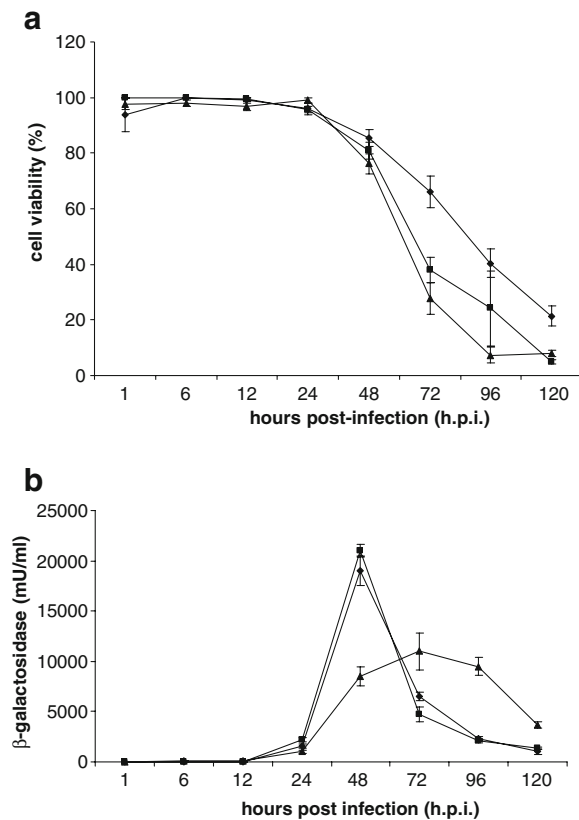 a
120
100
80
60
40
20
0
cell viability (%)
1 6 12 24 48 72 96 120
hours post-infection (h.p.i.)
b
25000
20000
15000
10000
5000
0
β-galactosidase (mU/ml)
1 6 12 24 48 72 96 120
hours post infection (h.p.i.)